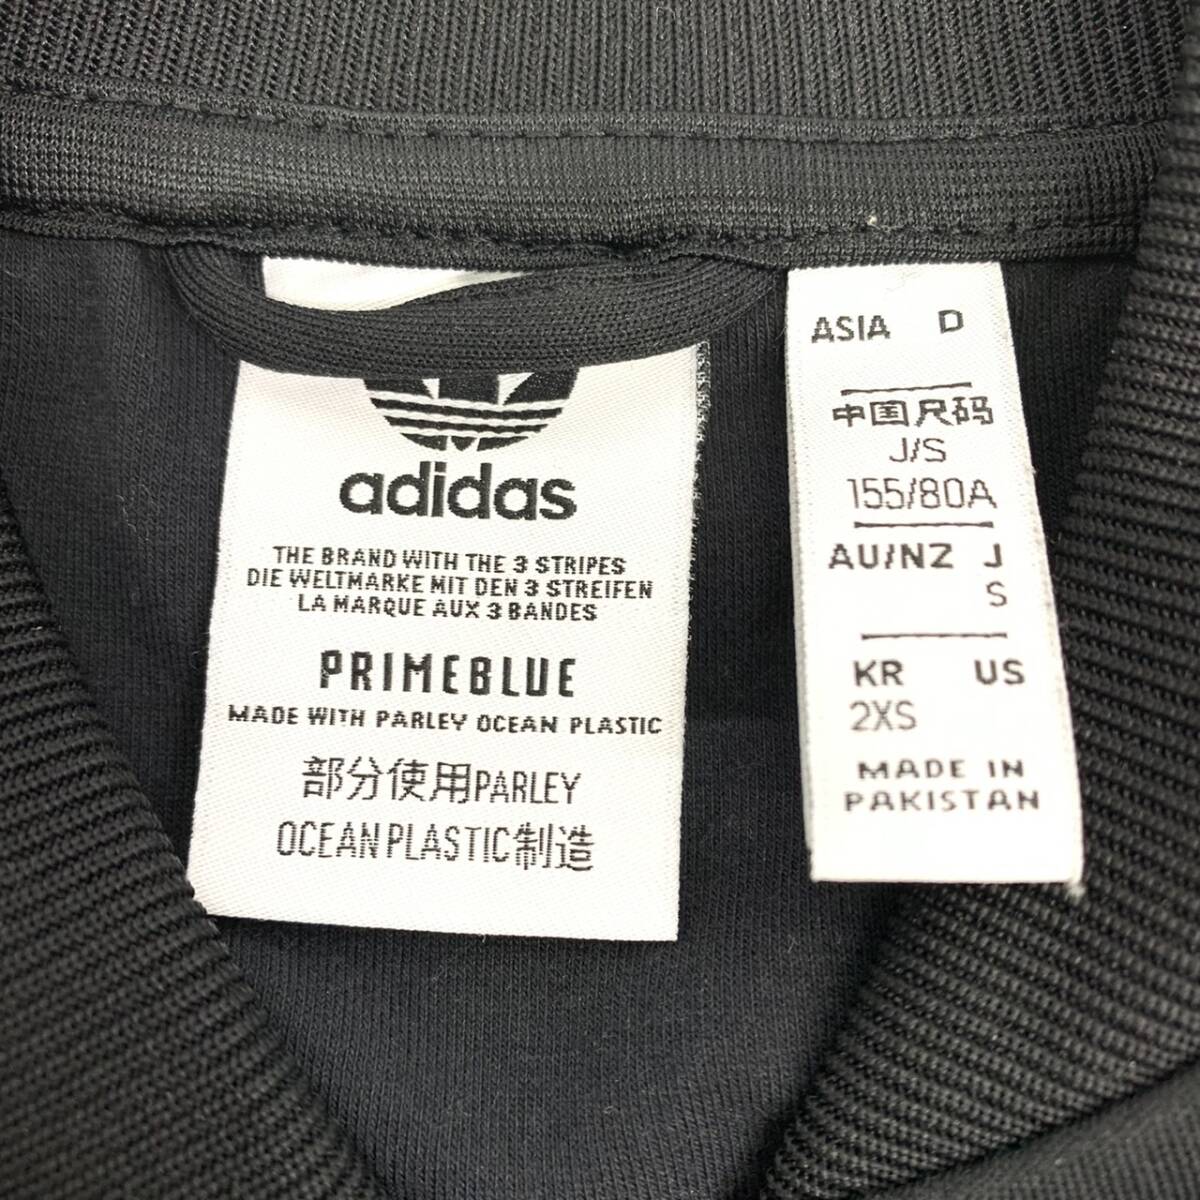 adidas
THE BRAND WITH THE 3 STRIPES
DIE WELTMARKE MIT DEN 3 STREIFEN
LA MARQUE AUX 3 BANDES
PRIMEBLUE
MADE WITH PARLEY OCEAN PLASTIC
部分使用PARLEY
OCEAN PLASTIC制造
ASIA D
中国尺码
J/S
155/80A
AU/NZ J
S
KR US
2XS
MADE IN
PAKISTAN